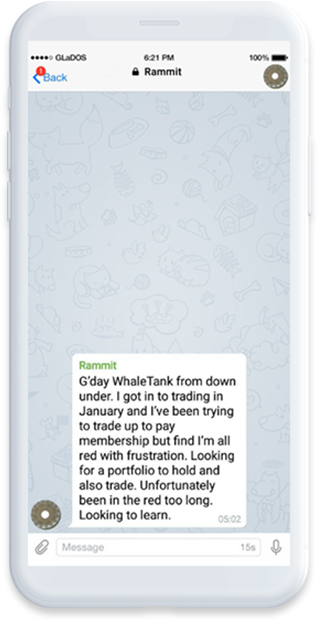 GLaDOS 6:21 PM 100%
1
Back Rammit
Rammit
G'day WhaleTank from down
under. I got in to trading in
January and I've been trying
to trade up to pay
membership but find I'm all
red with frustration. Looking
for a portfolio to hold and
also trade. Unfortunately
been in the red too long.
Looking to learn.
05:02
Message 15s